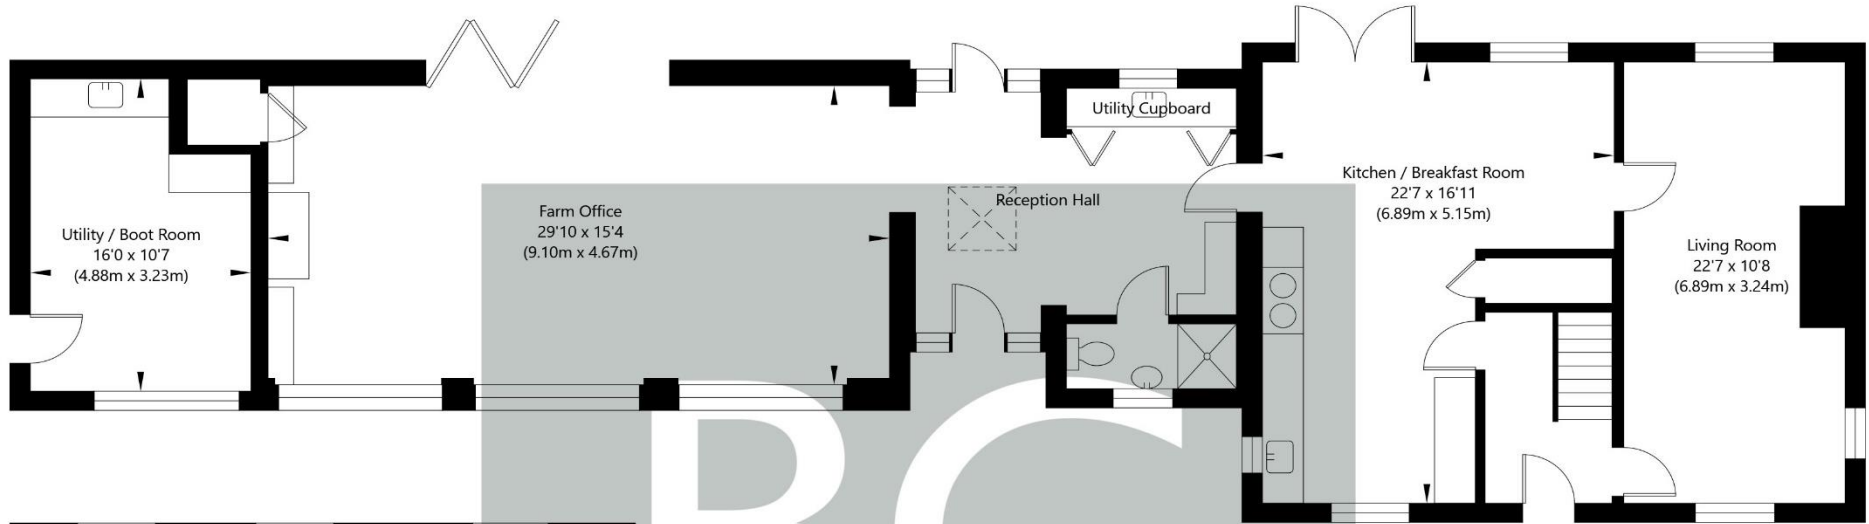 Utility / Boot Room
16'0 x 10'7
(4.88m x 3.23m)
Farm Office
29'10 x 15'4
(9.10m x 4.67m)
Utility Cupboard
Reception Hall
Kitchen / Breakfast Room
22'7 x 16'11
(6.89m x 5.15m)
Living Room
22'7 x 10'8
(6.89m x 3.24m)